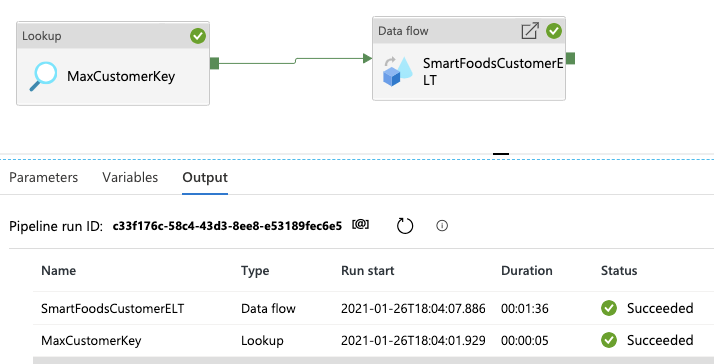 Lookup
MaxCustomerKey
Data flow
SmartFoodsCustomerE
LT
Parameters Variables Output
Pipeline run ID: c33f176c-58c4-43d3-8ee8-e53189fec6e5 [@]
Name Type Run start Duration Status
SmartFoodsCustomerELT Data flow 2021-01-26T18:04:07.886 00:01:36 Succeeded
MaxCustomerKey Lookup 2021-01-26T18:04:01.929 00:00:05 Succeeded